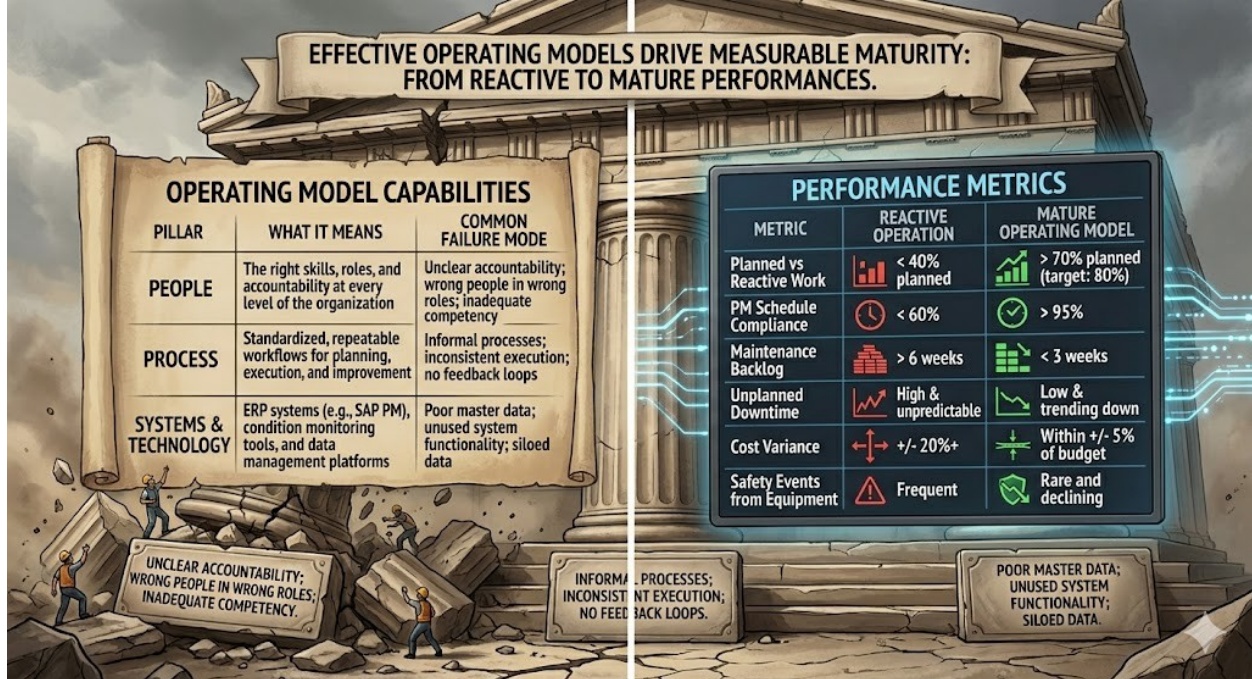 EFFECTIVE OPERATING MODELS DRIVE MEASURABLE MATURITY:
FROM REACTIVE TO MATURE PERFORMANCES.
OPERATING MODEL CAPABILITIES
PILLAR
WHAT IT MEANS
COMMON
FAILURE MODE
PEOPLE
The right skills, roles, and
accountability at every
level of the organization
Unclear accountability;
wrong people in wrong
roles; inadequate
competency
PROCESS
Standardized, repeatable
workflows for planning,
execution, and improvement
Informal processes;
inconsistent execution;
no feedback loops
SYSTEMS &
TECHNOLOGY
ERP systems (e.g., SAP PM),
condition monitoring
tools, and data
management platforms
Poor master data;
unused system
functionality; siloed
data
PERFORMANCE METRICS
METRIC
REACTIVE
OPERATION
MATURE
OPERATING MODEL
Planned vs
Reactive Work
< 40%
planned
> 70% planned
(target: 80%)
PM Schedule
Compliance
< 60%
> 95%
Maintenance
Backlog
> 6 weeks
< 3 weeks
Unplanned
Downtime
High &
unpredictable
Low &
trending down
Cost Variance
+/- 20%+
Within +/- 5%
of budget
Safety Events
from Equipment
Frequent
Rare and
declining
UNCLEAR ACCOUNTABILITY;
WRONG PEOPLE IN WRONG ROLES;
INADEQUATE COMPETENCY.
INFORMAL PROCESSES;
INCONSISTENT EXECUTION;
NO FEEDBACK LOOPS.
POOR MASTER DATA;
UNUSED SYSTEM
FUNCTIONALITY;
SILOED DATA.